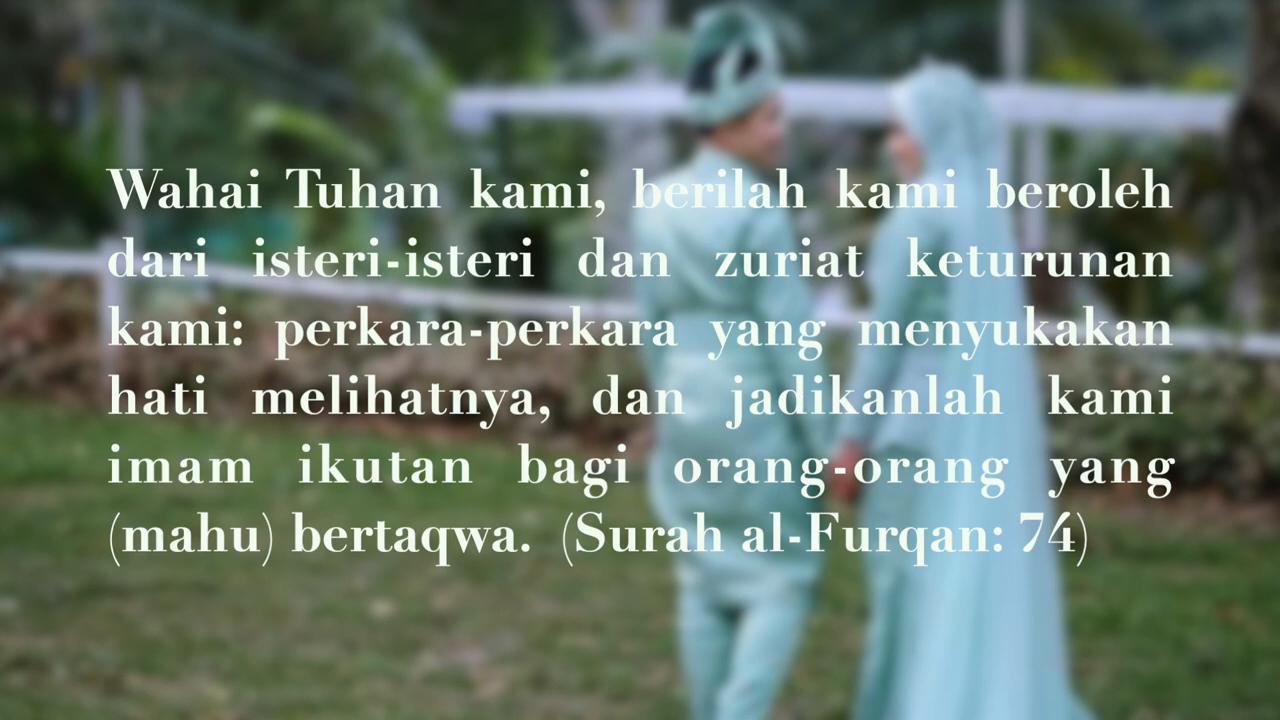 Wahai Tuhan kami, berilah kami beroleh
dari isteri-isteri dan zuriat keturunan
kami: perkara-perkara yang menyukakan
hati melihatnya, dan jadikanlah kami
imam ikutan bagi orang-orang yang
(mahu) bertaqwa. (Surah al-Furqan: 74)